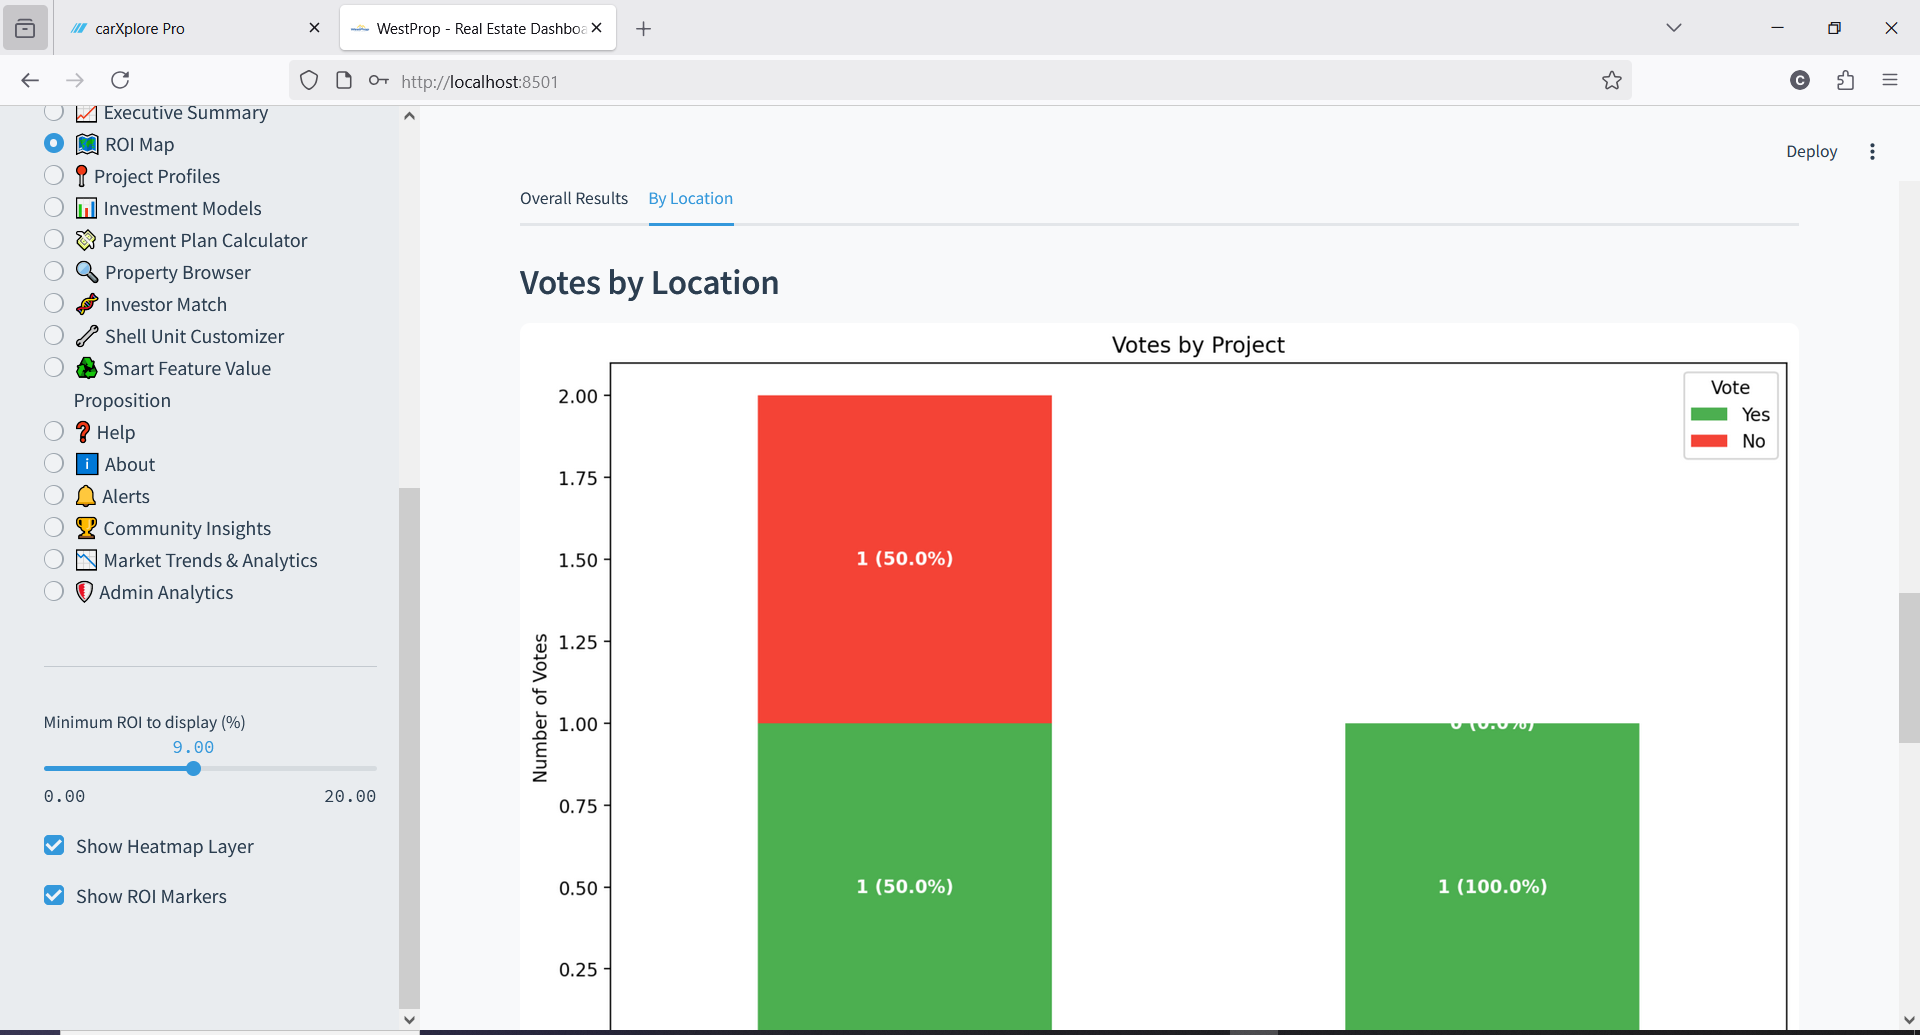 carXplore Pro
WestProp - Real Estate Dashboa
http://localhost:8501
C
Executive Summary
ROI Map
Project Profiles
Investment Models
Payment Plan Calculator
Property Browser
Investor Match
Shell Unit Customizer
Smart Feature Value
Proposition
Help
About
Alerts
Community Insights
Market Trends & Analytics
Admin Analytics
Minimum ROI to display (%)
9.00
0.00 20.00
Show Heatmap Layer
Show ROI Markers
Deploy
Overall Results By Location
Votes by Location
Votes by Project
Vote
Yes
No
Number of Votes
2.00
1.75
1.50
1.25
1.00
0.75
0.50
0.25
1 (50.0%)
1 (50.0%)
0 (0.0%)
1 (100.0%)